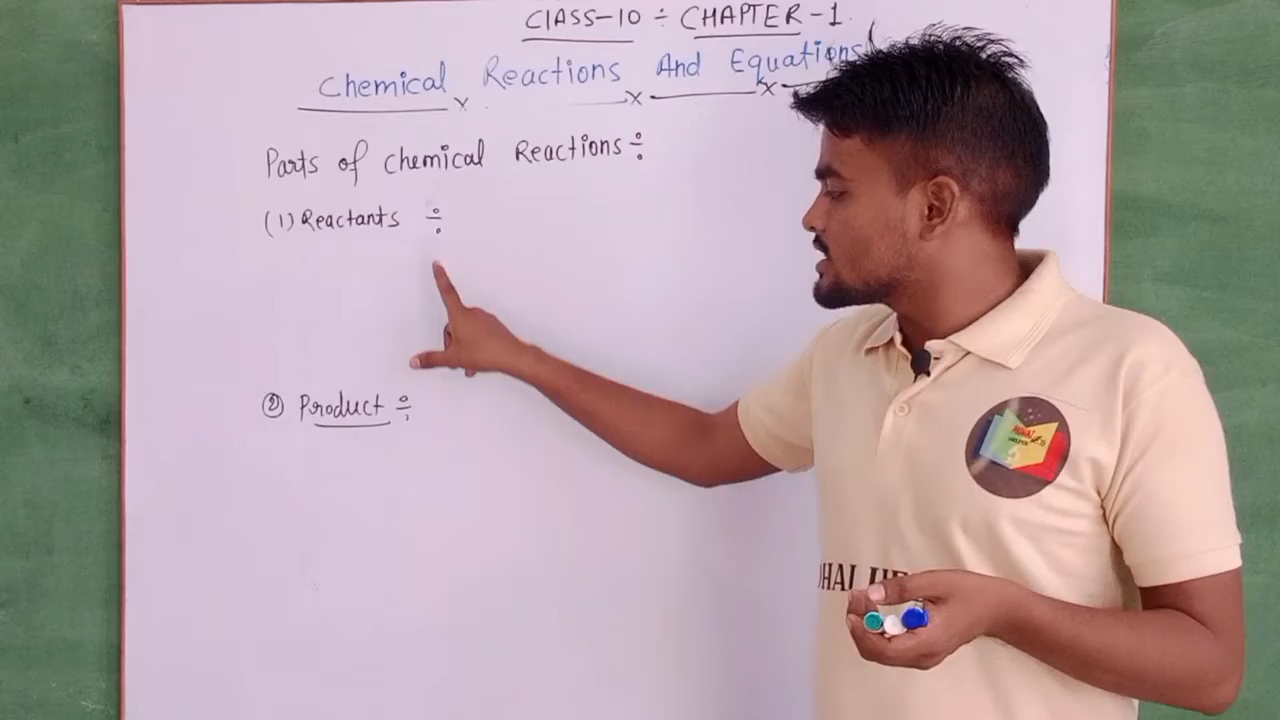 ClASS-10 ÷ CHAPTER-1.
Chemical Reactions And Equations
Parts of chemical Reactions ÷
(1) Reactants ÷
② Product ÷